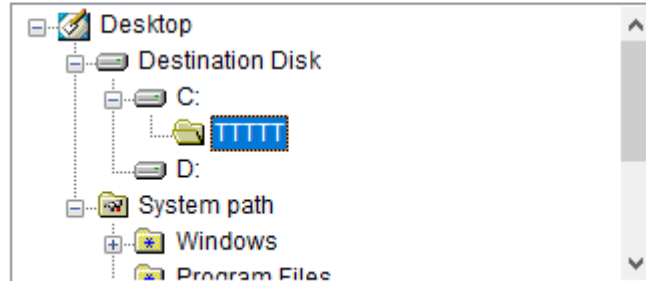 Desktop
Destination Disk
C:
TTTTT
D:
System path
Windows
Program Files